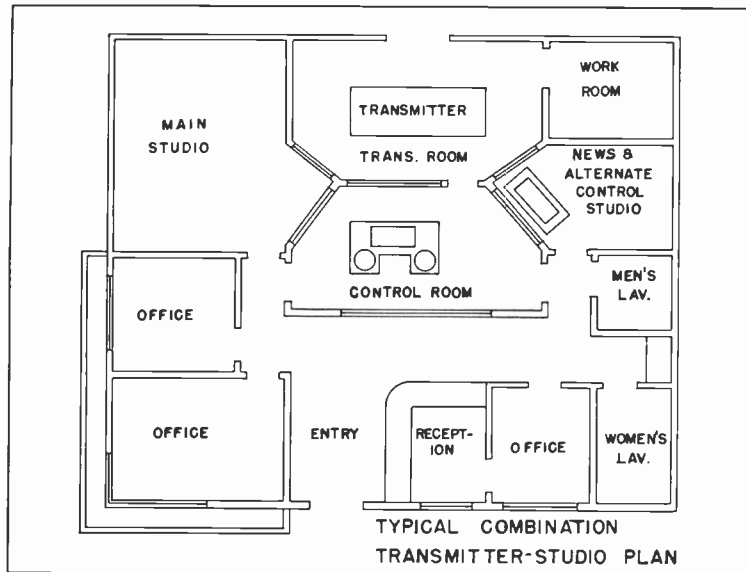 MAIN
STUDIO
TRANSMITTER
TRANS. ROOM
WORK
ROOM
NEWS &
ALTERNATE
CONTROL
STUDIO
CONTROL ROOM
MEN'S
LAV.
OFFICE
OFFICE
ENTRY
RECEPT-
ION
OFFICE
WOMEN'S
LAV.
TYPICAL COMBINATION
TRANSMITTER-STUDIO PLAN